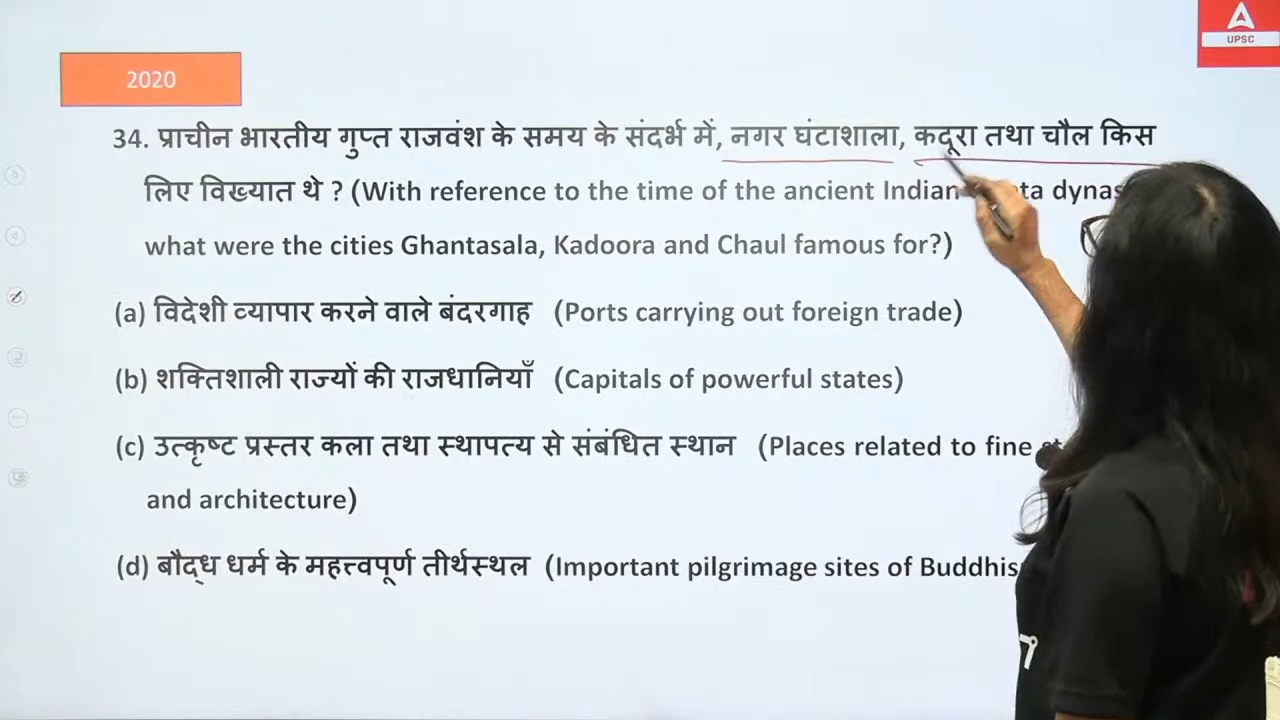 UPSC
2020
34. प्राचीन भारतीय गुप्त राजवंश के समय के संदर्भ में, नगर घंटाशाला, कदूरा तथा चौल किस
लिए विख्यात थे ? (With reference to the time of the ancient Indian
what were the cities Ghantasala, Kadoora and Chaul famous for?)
(a) विदेशी व्यापार करने वाले बंदरगाह (Ports carrying out foreign trade)
(b) शक्तिशाली राज्यों की राजधानियाँ (Capitals of powerful states)
(c) उत्कृष्ट प्रस्तर कला तथा स्थापत्य से संबंधित स्थान (Places related to fine
and architecture)
(d) बौद्ध धर्म के महत्त्वपूर्ण तीर्थस्थल (Important pilgrimage sites of